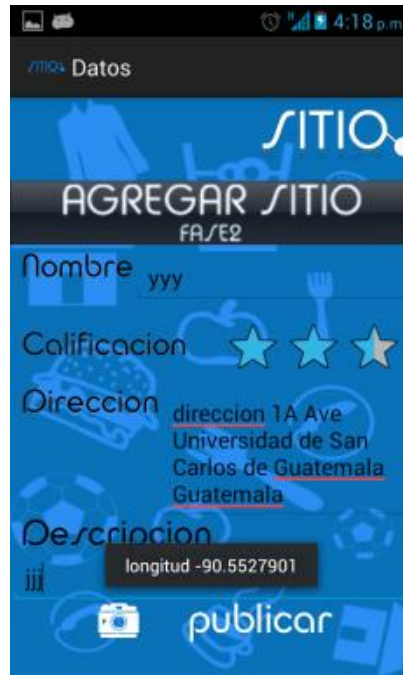 4:18 p.m.
SITIO Datos
SITIO
AGREGAR SITIO
FASE2
Nombre yyy
Calificacion
Direccion direccion 1A Ave
Universidad de San
Carlos de Guatemala
Guatemala
Descripcion
jjj
longitud -90.5527901
publicar